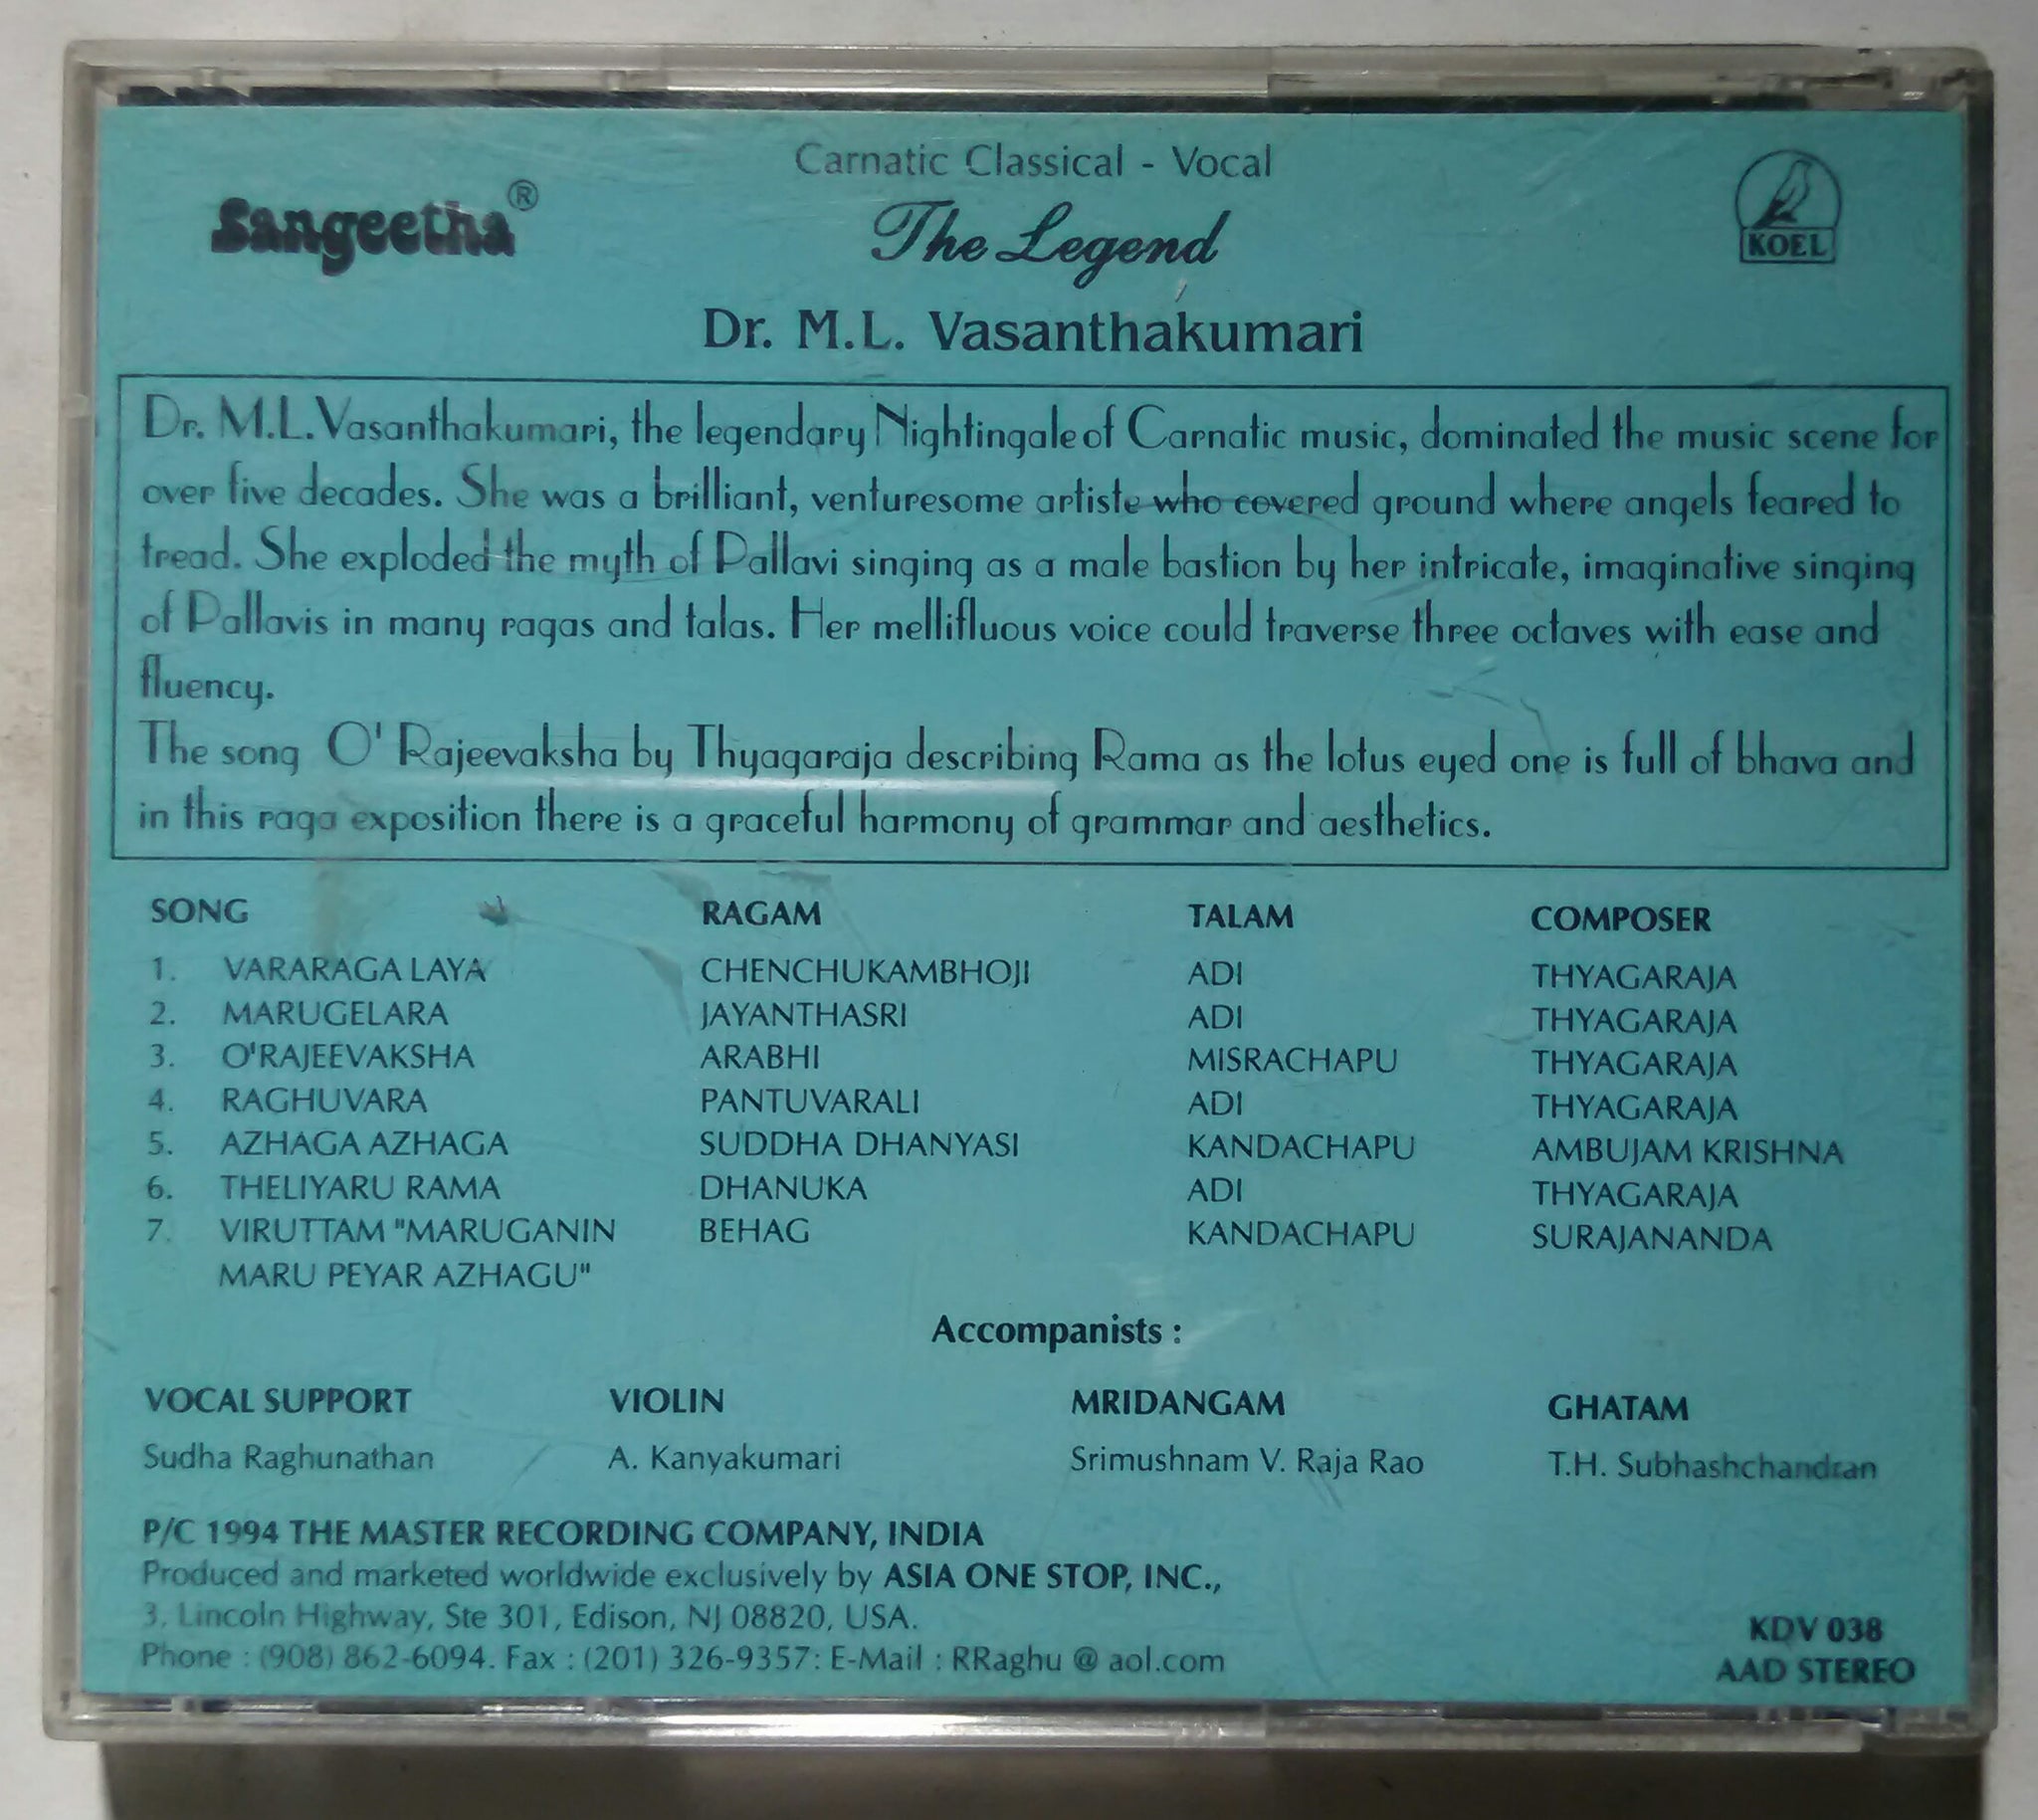 Carnatic Classical - Vocal
Sangeetha®
The Legend
KOEL
Dr. M.L. Vasanthakumari
Dr. M.L.Vasanthakumari, the legendary Nightingale of Carnatic music, dominated the music scene for
over five decades. She was a brilliant, venturesome artiste who covered ground where angels feared to
tread. She exploded the myth of Pallavi singing as a male bastion by her intricate, imaginative singing
of Pallavis in many ragas and talas. Her mellifluous voice could traverse three octaves with ease and
fluency.
The song O' Rajeevaksha by Thyagaraja describing Rama as the lotus eyed one is full of bhava and
in this raga exposition there is a graceful harmony of grammar and aesthetics.
SONG RAGAM TALAM COMPOSER
1. VARARAGA LAYA CHENCHUKAMBHOJI ADI THYAGARAJA
2. MARUGELARA JAYANTHASRI ADI THYAGARAJA
3. O'RAJEEVAKSHA ARABHI MISRACHAPU THYAGARAJA
4. RAGHUVARA PANTUVARALI ADI THYAGARAJA
5. AZHAGA AZHAGA SUDDHA DHANYASI KANDACHAPU AMBUJAM KRISHNA
6. THELIYARU RAMA DHANUKA ADI THYAGARAJA
7. VIRUTTAM "MARUGANIN BEHAG KANDACHAPU SURAJANANDA
MARU PEYAR AZHAGU"
Accompanists :
VOCAL SUPPORT VIOLIN MRIDANGAM GHATAM
Sudha Raghunathan A. Kanyakumari Srimushnam V. Raja Rao T.H. Subhashchandran
P/C 1994 THE MASTER RECORDING COMPANY, INDIA
Produced and marketed worldwide exclusively by ASIA ONE STOP, INC.,
3, Lincoln Highway, Ste 301, Edison, NJ 08820, USA.
Phone : (908) 862-6094. Fax : (201) 326-9357: E-Mail : RRaghu @ aol.com
KDV 038
AAD STEREO